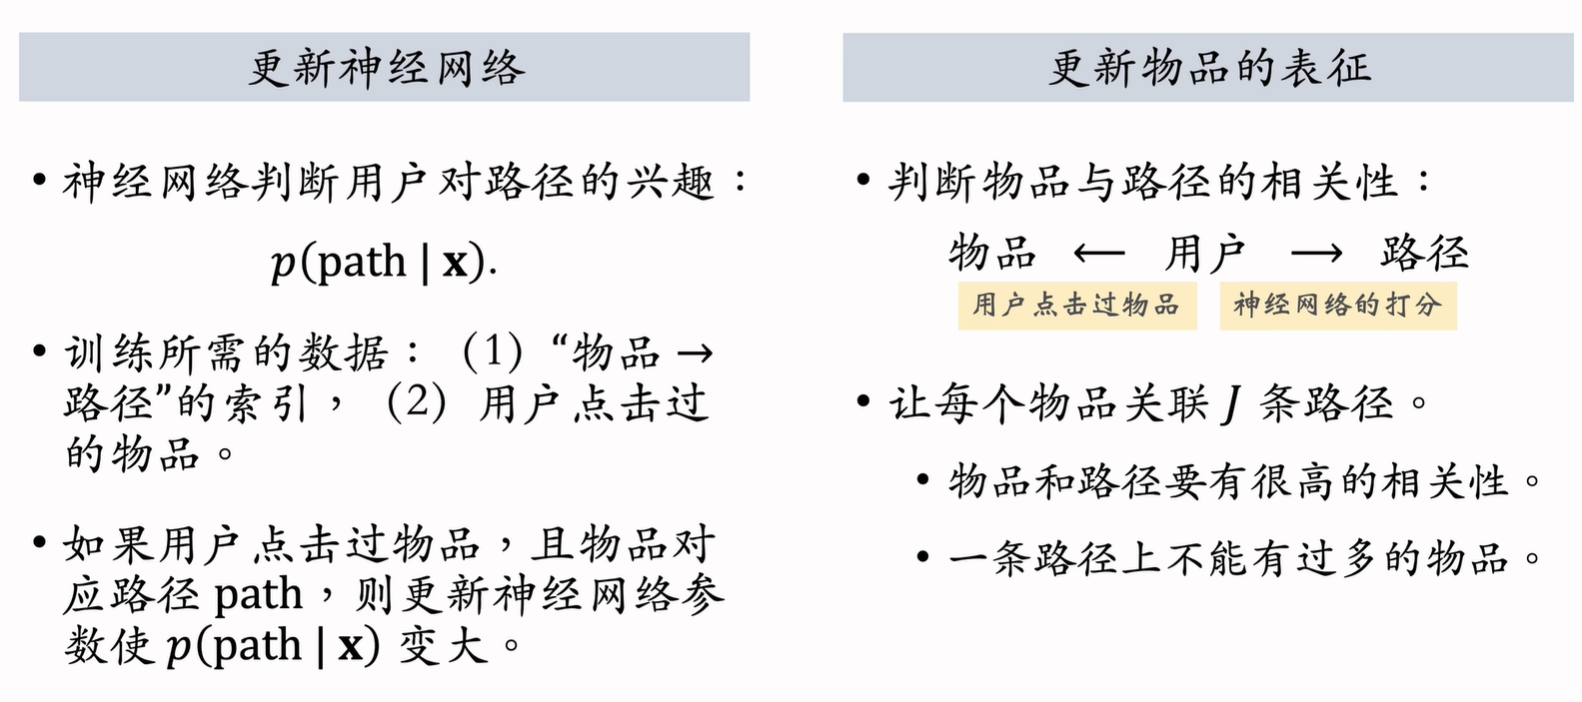 更新神经网络
• 神经网络判断用户对路径的兴趣：
p(path | x).
• 训练所需的数据：（1）“物品 →
路径”的索引，（2）用户点击过
的物品。
• 如果用户点击过物品，且物品对
应路径 path，则更新神经网络参
数使 p(path | x) 变大。
更新物品的表征
• 判断物品与路径的相关性：
物品 ⟵ 用户 ⟶ 路径
用户点击过物品 神经网络的打分
• 让每个物品关联 J 条路径。
• 物品和路径要有很高的相关性。
• 一条路径上不能有过多的物品。